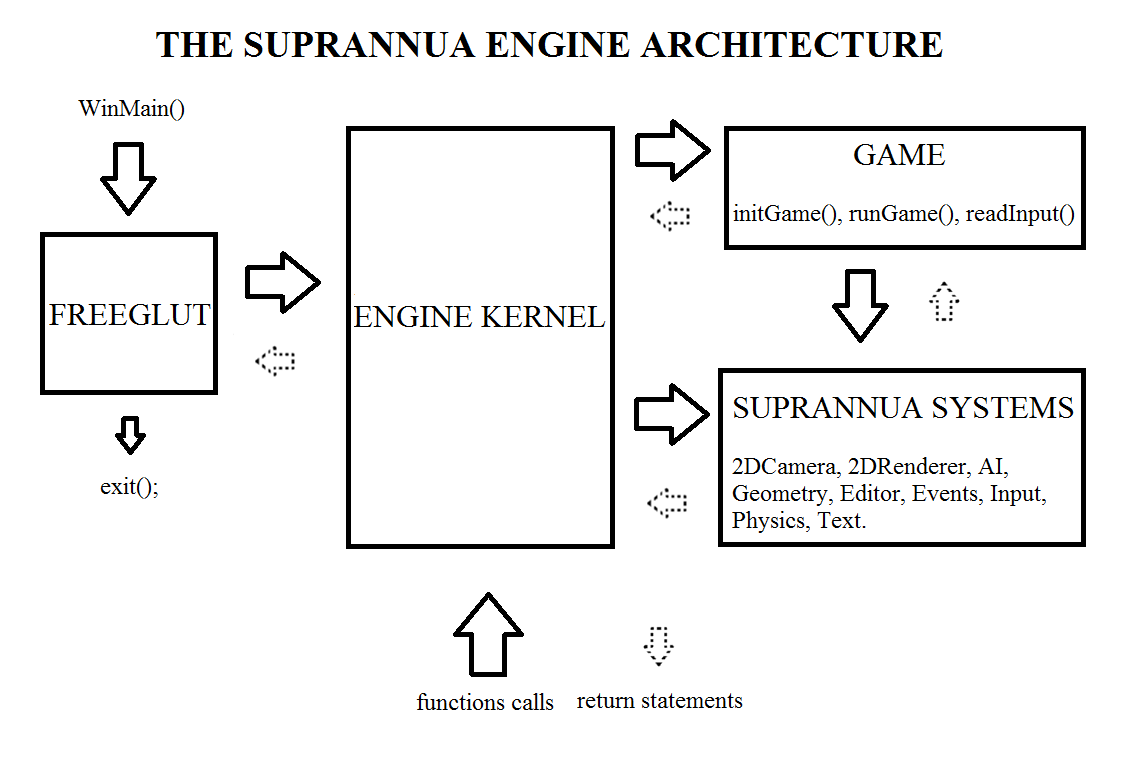 THE SUPRANNUA ENGINE ARCHITECTURE
WinMain()
FREEGLUT
exit();
ENGINE KERNEL
GAME
initGame(), runGame(), readInput()
SUPRANNUA SYSTEMS
2DCamera, 2DRenderer, AI,
Geometry, Editor, Events, Input,
Physics, Text.
functions calls
return statements